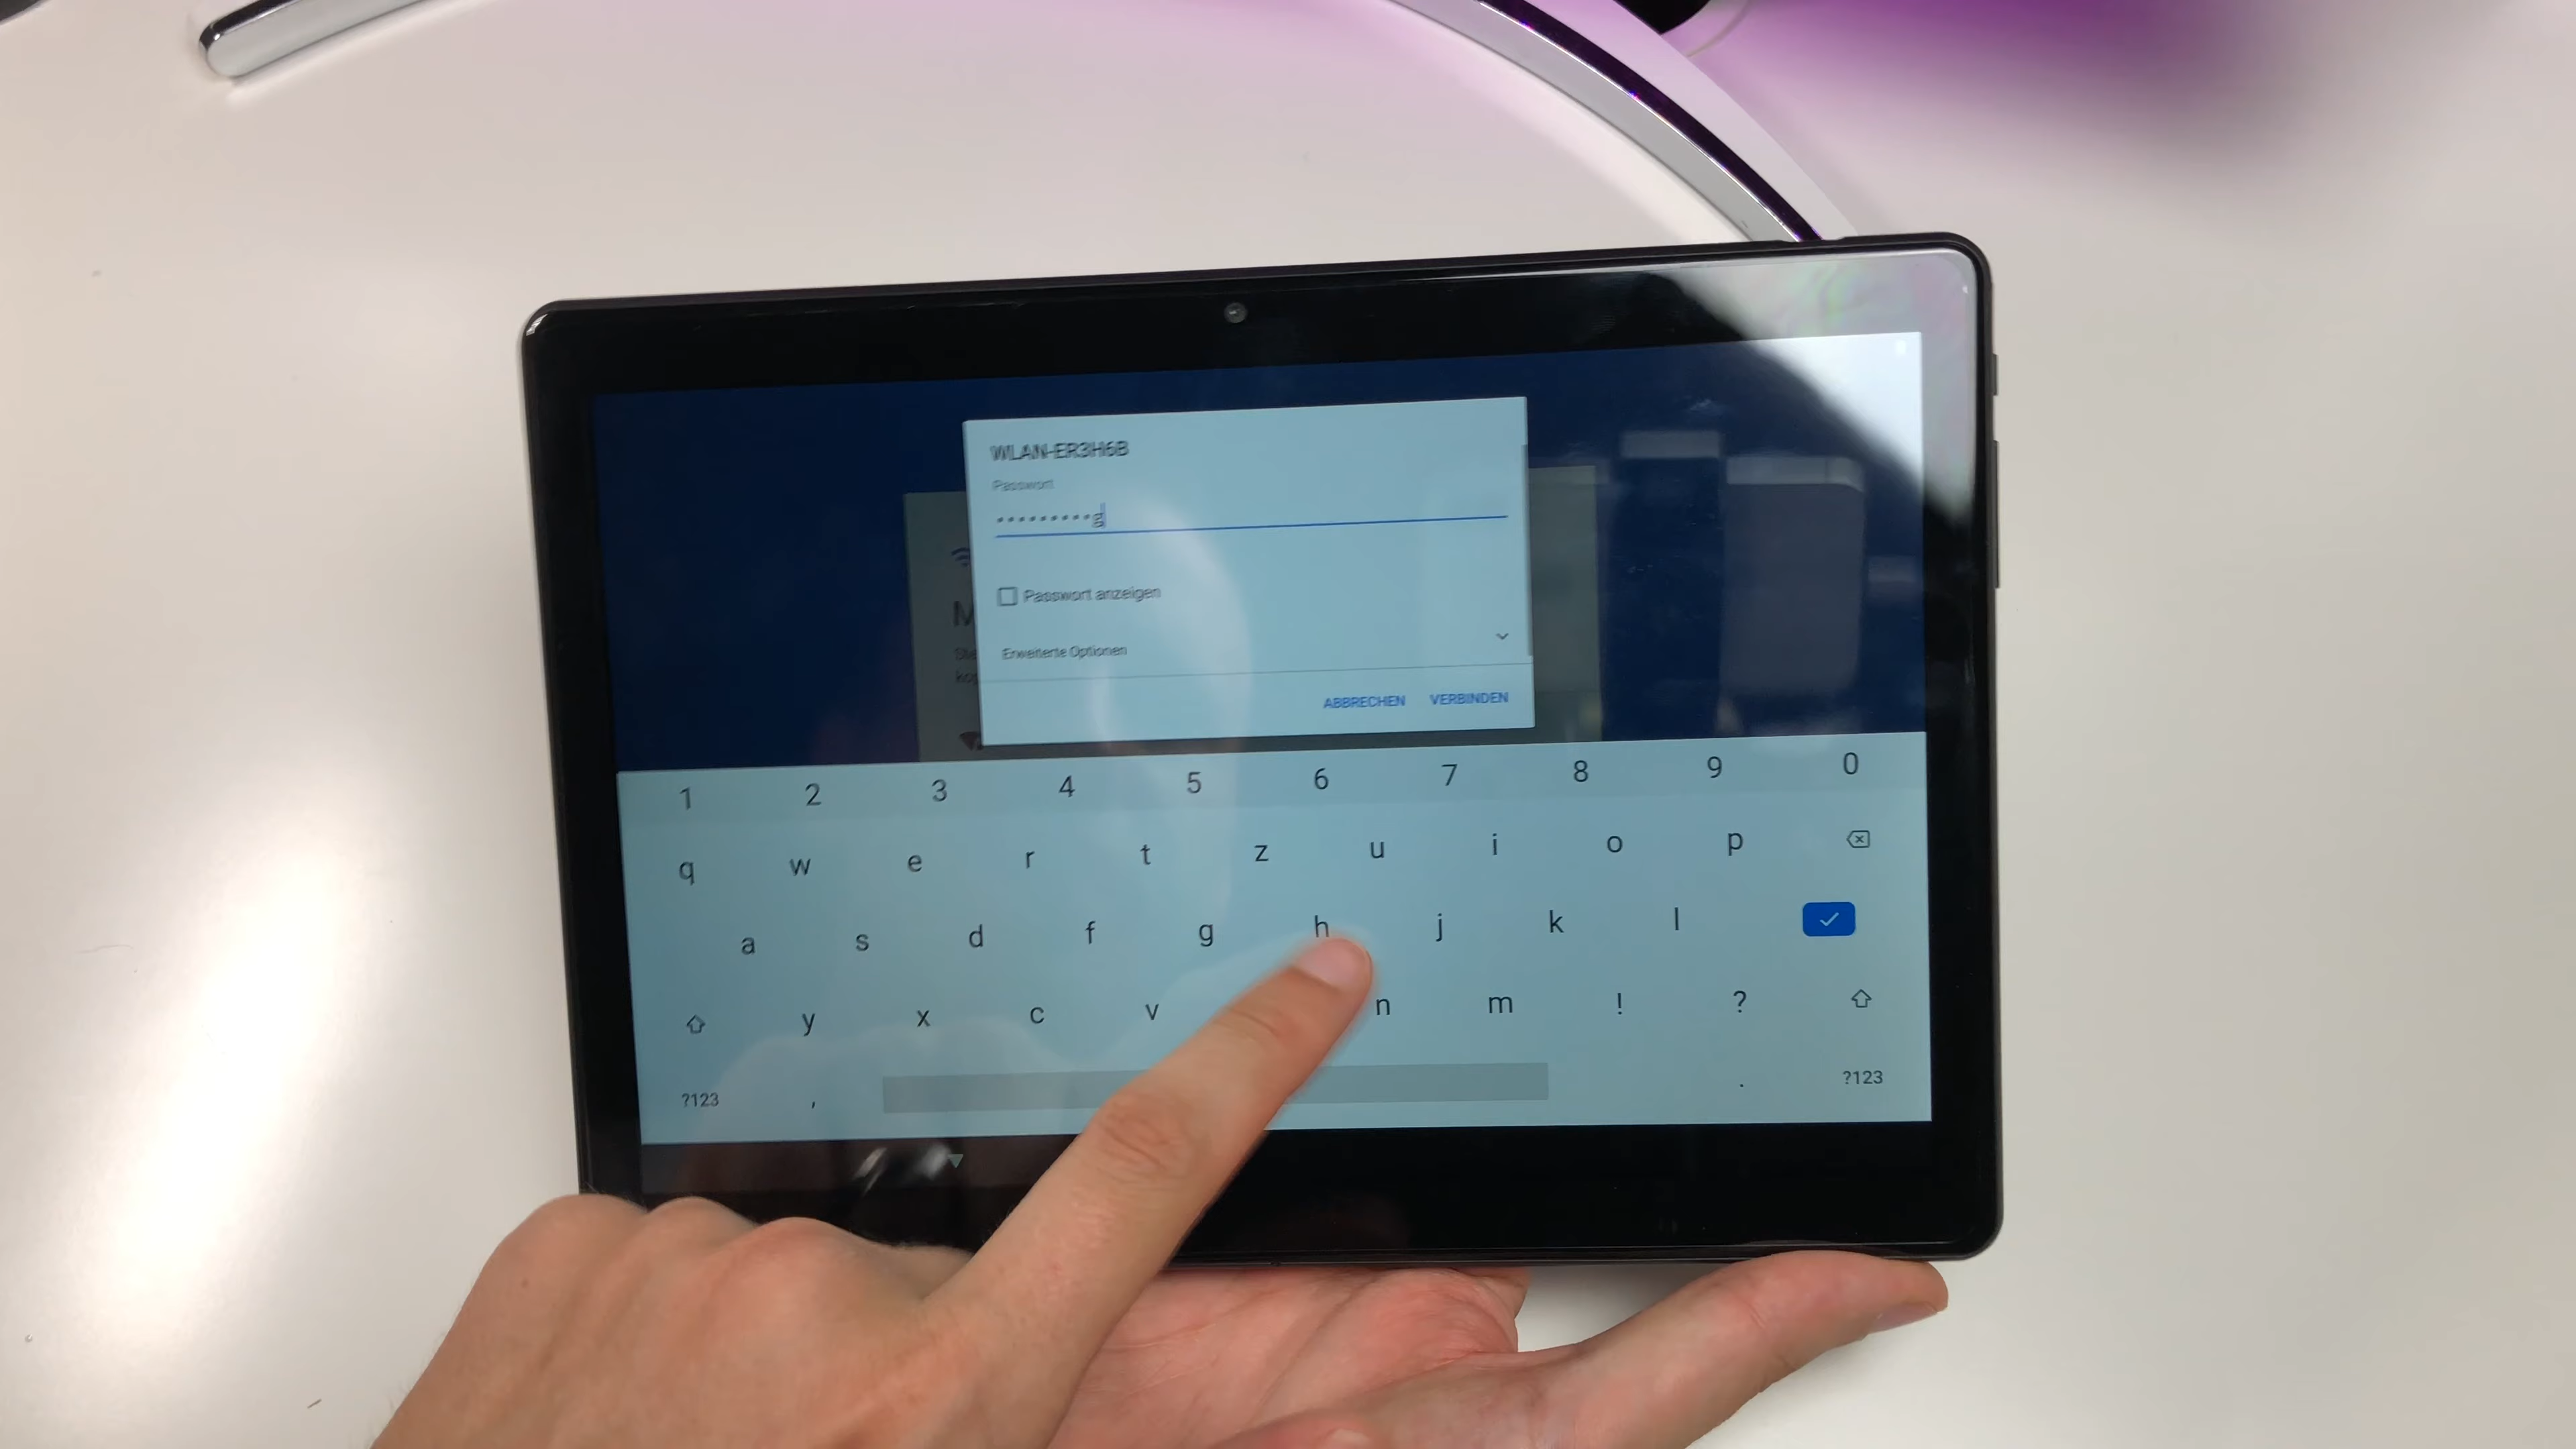 WLAN-ER3H6B
Passwort
Passwort anzeigen
Erweiterte Optionen
ABBRECHEN VERBINDEN
1 2 3 4 5 6 7 8 9 0
q w e r t z u i o p
a s d f g h j k l
y x c v n m ! ?
?123 , . ?123